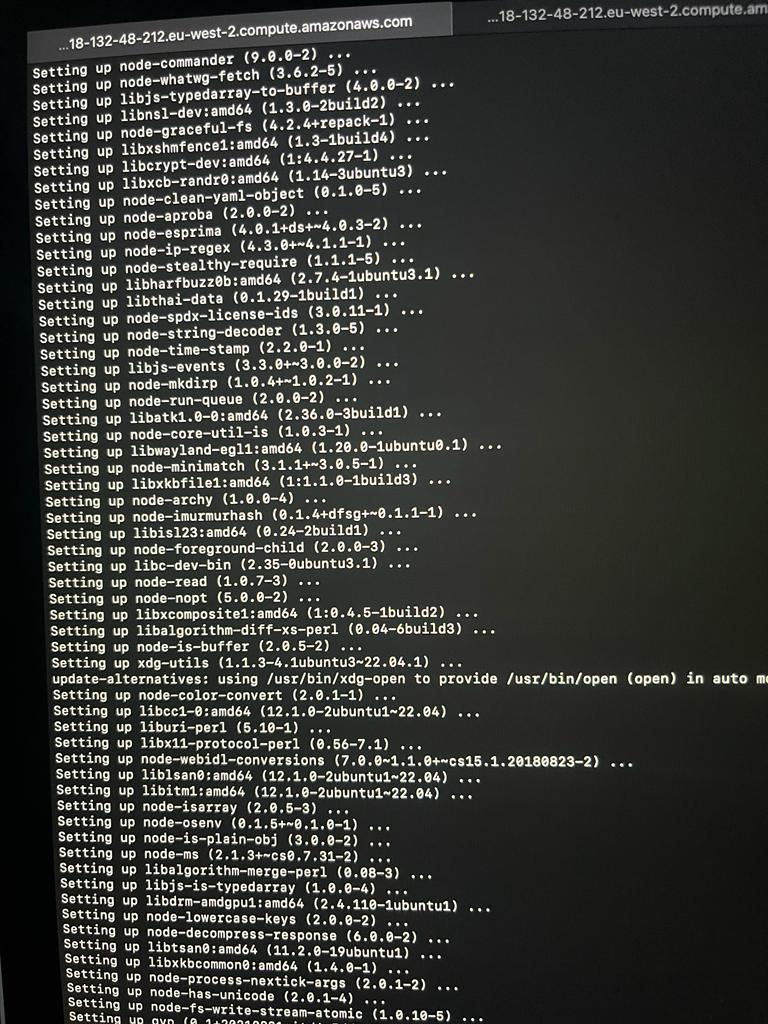 ...18-132-48-212.eu-west-2.compute.amazonaws.com
...18-132-48-212.eu-west-2.compute.am
Setting up node-commander (9.0.0-2) ...
Setting up node-whatwg-fetch (3.6.2-5) ...
Setting up libjs-typedarray-to-buffer (4.0.0-2) ...
Setting up libnsl-dev:amd64 (1.3.0-2build2) ...
Setting up node-graceful-fs (4.2.4+repack-1) ...
Setting up libxshmfence1:amd64 (1.3-1build4) ...
Setting up libcrypt-dev:amd64 (1:4.4.27-1) ...
Setting up libxcb-randr0:amd64 (1.14-3ubuntu3) ...
Setting up node-clean-yaml-object (0.1.0-5) ...
Setting up node-aproba (2.0.0-2) ...
Setting up node-esprima (4.0.1+ds+~4.0.3-2) ...
Setting up node-ip-regex (4.3.0+~4.1.1-1) ...
Setting up node-stealthy-require (1.1.1-5) ...
Setting up libharfbuzz0b:amd64 (2.7.4-1ubuntu3.1) ...
Setting up libthai-data (0.1.29-1build1) ...
Setting up node-spdx-license-ids (3.0.11-1) ...
Setting up node-string-decoder (1.3.0-5) ...
Setting up node-time-stamp (2.2.0-1) ...
Setting up libjs-events (3.3.0+~3.0.0-2) ...
Setting up node-mkdirp (1.0.4+~1.0.2-1) ...
Setting up node-run-queue (2.0.0-2) ...
Setting up libatk1.0-0:amd64 (2.36.0-3build1) ...
Setting up node-core-util-is (1.0.3-1) ...
Setting up libwayland-egl1:amd64 (1.20.0-1ubuntu0.1) ...
Setting up node-minimatch (3.1.1+~3.0.5-1) ...
Setting up libxkbfile1:amd64 (1:1.1.0-1build3) ...
Setting up node-archy (1.0.0-4) ...
Setting up node-imurmurhash (0.1.4+dfsg+~0.1.1-1) ...
Setting up libisl23:amd64 (0.24-2build1) ...
Setting up node-foreground-child (2.0.0-3) ...
Setting up libc-dev-bin (2.35-0ubuntu3.1) ...
Setting up node-read (1.0.7-3) ...
Setting up node-nopt (5.0.0-2) ...
Setting up libxcomposite1:amd64 (1:0.4.5-1build2) ...
Setting up libalgorithm-diff-xs-perl (0.04-6build3) ...
Setting up node-is-buffer (2.0.5-2) ...
Setting up xdg-utils (1.1.3-4.1ubuntu3~22.04.1) ...
update-alternatives: using /usr/bin/xdg-open to provide /usr/bin/open (open) in auto mo
Setting up node-color-convert (2.0.1-1) ...
Setting up libcc1-0:amd64 (12.1.0-2ubuntu1~22.04) ...
Setting up liburi-perl (5.10-1) ...
Setting up libx11-protocol-perl (0.56-7.1) ...
Setting up node-webidl-conversions (7.0.0~1.1.0+~cs15.1.20180823-2) ...
Setting up liblsan0:amd64 (12.1.0-2ubuntu1~22.04) ...
Setting up libitm1:amd64 (12.1.0-2ubuntu1~22.04) ...
Setting up node-isarray (2.0.5-3) ...
Setting up node-osenv (0.1.5+~0.1.0-1) ...
Setting up node-is-plain-obj (3.0.0-2) ...
Setting up node-ms (2.1.3+~cs0.7.31-2) ...
Setting up libalgorithm-merge-perl (0.08-3) ...
Setting up libjs-is-typedarray (1.0.0-4) ...
Setting up libdrm-amdgpu1:amd64 (2.4.110-1ubuntu1) ...
Setting up node-lowercase-keys (2.0.0-2) ...
Setting up node-decompress-response (6.0.0-2) ...
Setting up libtsan0:amd64 (11.2.0-19ubuntu1) ...
Setting up libxkbcommon0:amd64 (1.4.0-1) ...
Setting up node-process-nextick-args (2.0.1-2) ...
Setting up node-has-unicode (2.0.1-4) ...
Setting up node-fs-write-stream-atomic (1.0.10-5) ...
Setting up gyp